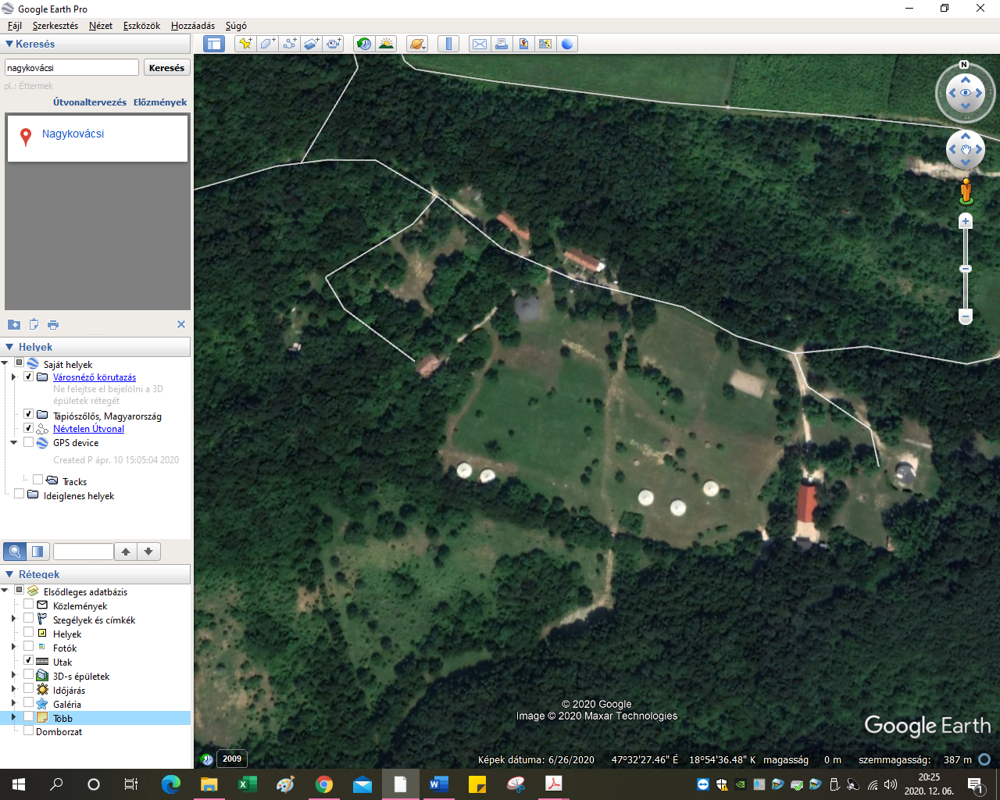 Google Earth Pro
Fájl Szerkesztés Nézet Eszközök Hozzáadás Súgó
Keresés
nagykovácsi Keresés
pl.: Éttermek
Útvonaltervezés Előzmények
Nagykovácsi
Helyek
Saját helyek
Városnéző körutazás
Ne felejtse el bejelölni a 3D
épületek rétegét
Tápiószőlős, Magyarország
Névtelen Útvonal
GPS device
Created P ápr. 10 15:05:04 2020
Tracks
Ideiglenes helyek
Rétegek
Elsődleges adatbázis
Közlemények
Szegélyek és címkék
Helyek
Fotók
Utak
3D-s épületek
Időjárás
Galéria
Több
Domborzat
N
© 2020 Google
Image © 2020 Maxar Technologies
Google Earth
2009
Képek dátuma: 6/26/2020 47°32'27.46" É 18°54'36.48" K magasság 0 m szemmagasság: 387 m
20:25
2020. 12. 06.
1